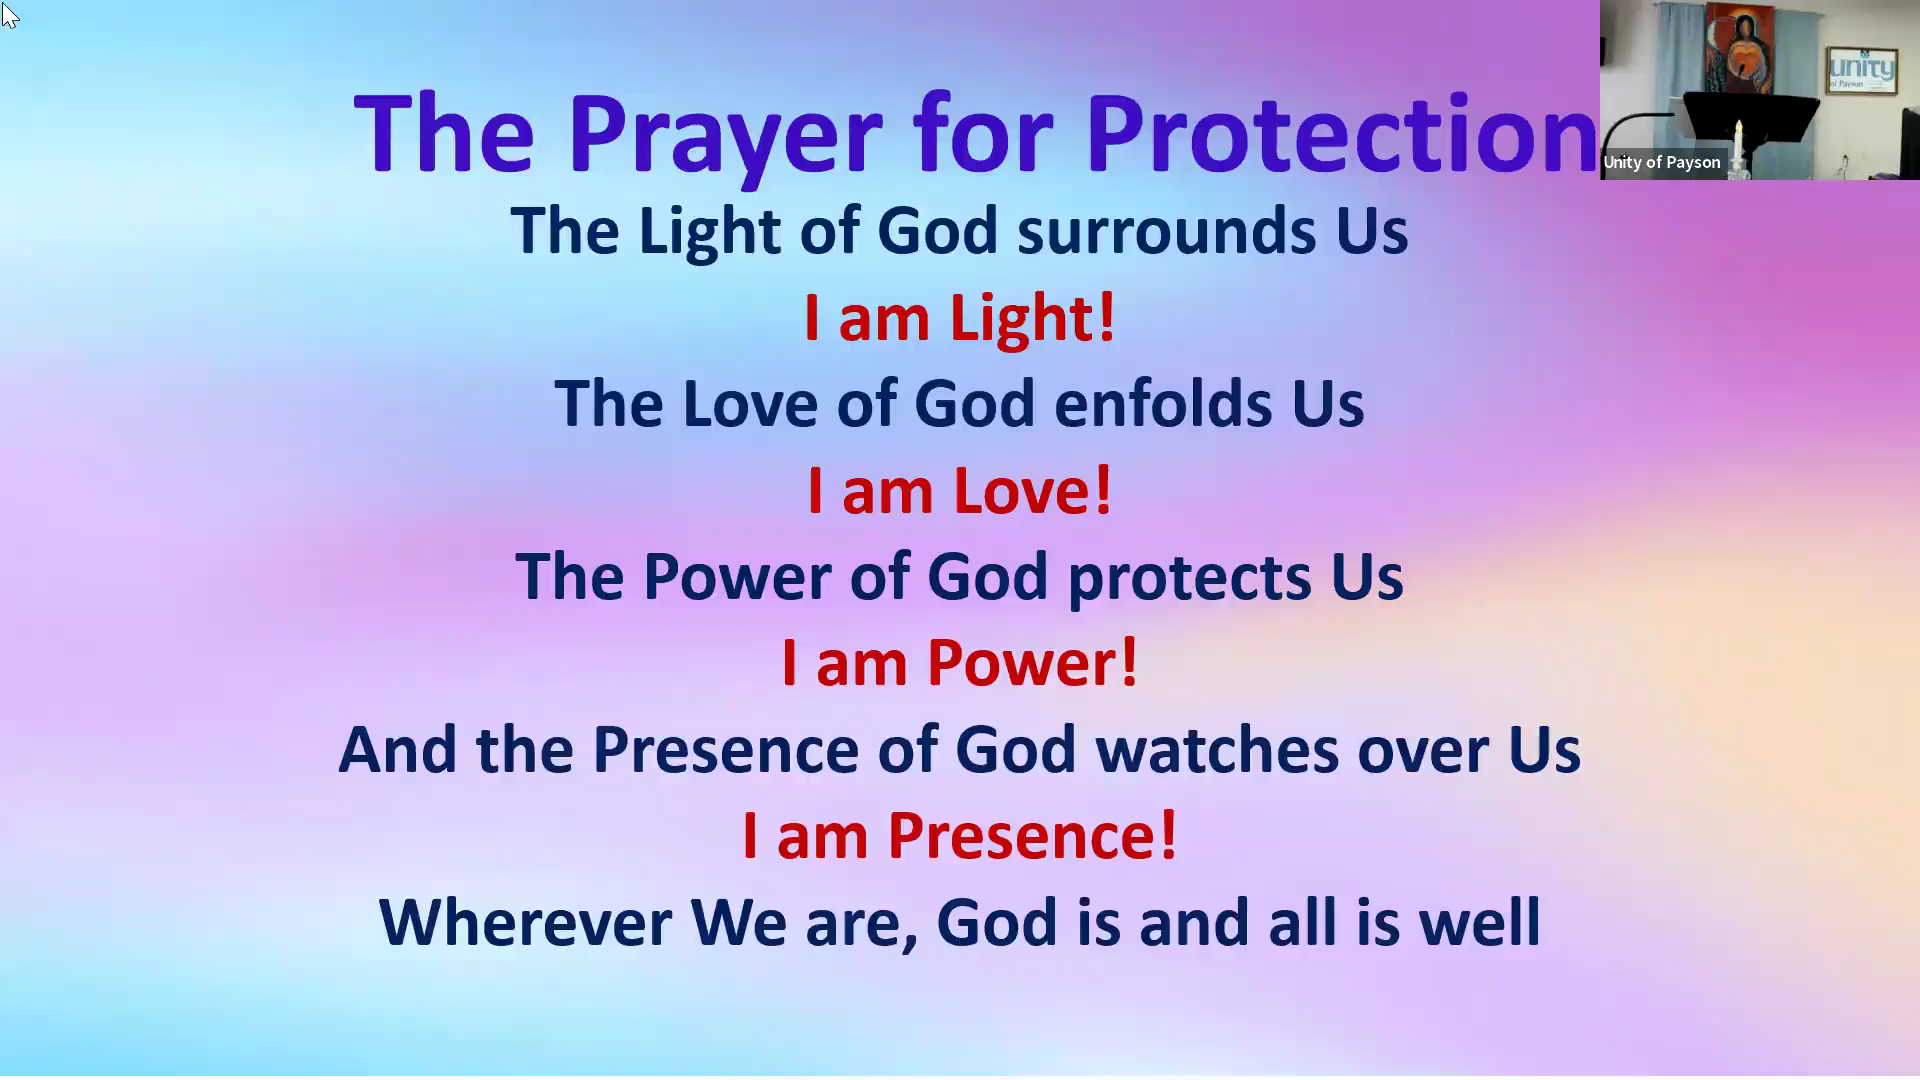 The Prayer for Protection
The Light of God surrounds Us
I am Light!
The Love of God enfolds Us
I am Love!
The Power of God protects Us
I am Power!
And the Presence of God watches over Us
I am Presence!
Wherever We are, God is and all is well
unity
of Payson
Unity of Payson